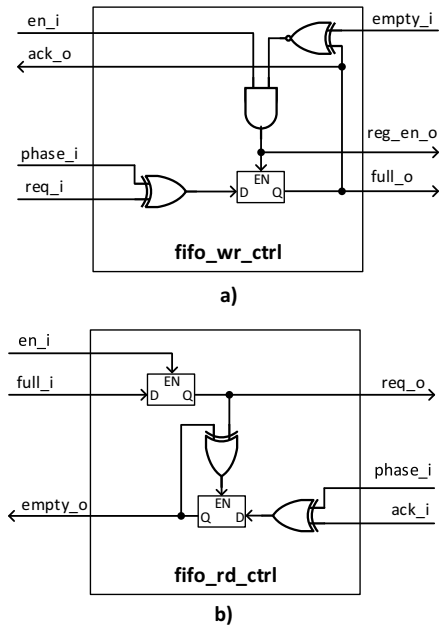 en_i
empty_i
ack_o
reg_en_o
phase_i
EN
req_i
D Q
full_o
fifo_wr_ctrl
a)
en_i
EN
full_i
D Q
req_o
phase_i
EN
empty_o
Q D
ack_i
fifo_rd_ctrl
b)